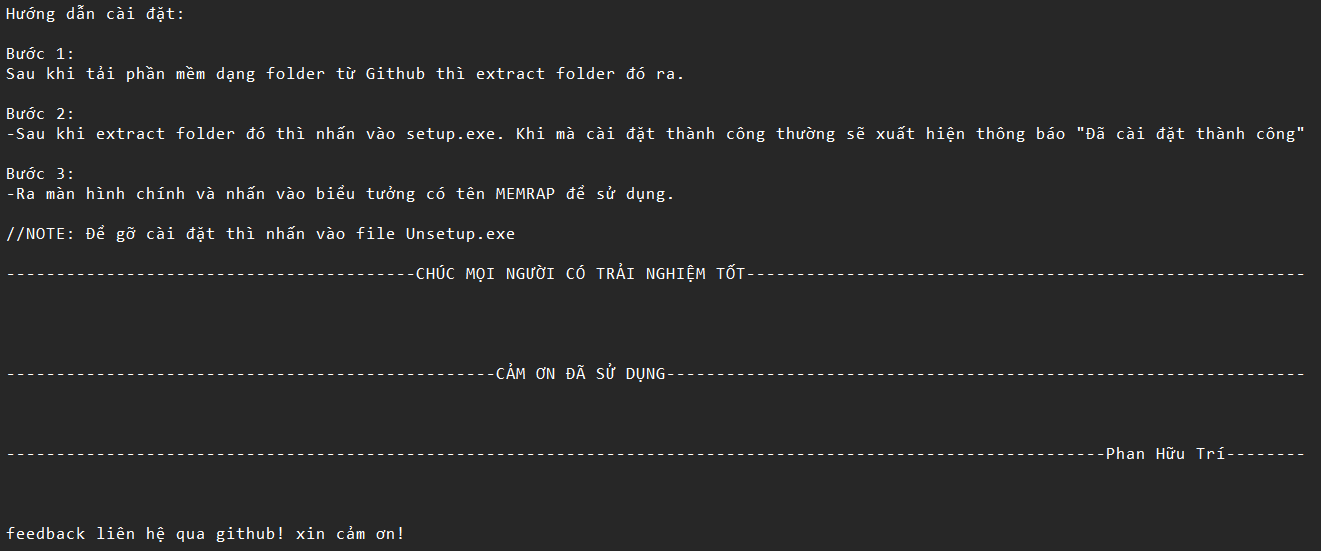 Hướng dẫn cài đặt:
Bước 1:
Sau khi tải phần mềm dạng folder từ Github thì extract folder đó ra.
Bước 2:
-Sau khi extract folder đó thì nhấn vào setup.exe. Khi mà cài đặt thành công thường sẽ xuất hiện thông báo "Đã cài đặt thành công"
Bước 3:
-Ra màn hình chính và nhấn vào biểu tưởng có tên MEMRAP để sử dụng.
//NOTE: Để gỡ cài đặt thì nhấn vào file Unsetup.exe
-----------------------------------------CHÚC MỌI NGƯỜI CÓ TRẢI NGHIỆM TỐT--------------------------------------------------------
-------------------------------------------------CẢM ƠN ĐÃ SỬ DỤNG----------------------------------------------------------------
--------------------------------------------------------------------------------------------------------------Phan Hữu Trí--------
feedback liên hệ qua github! xin cảm ơn!